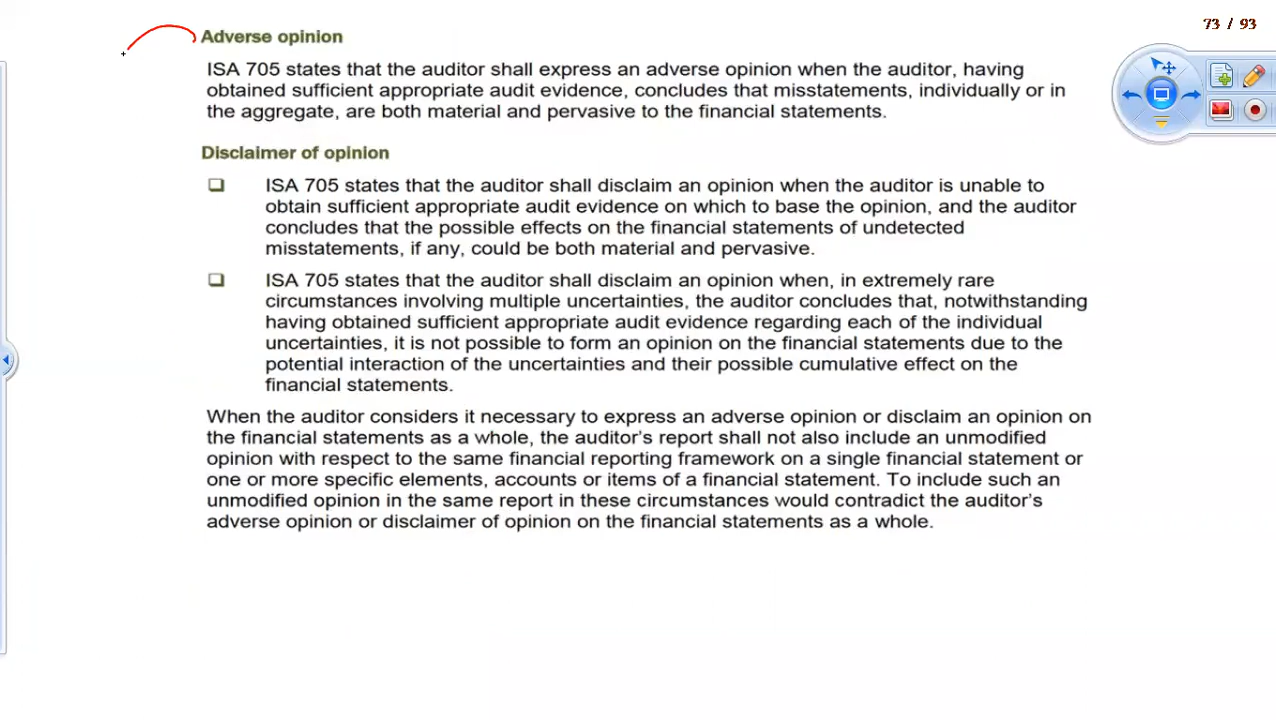 73 / 93
Adverse opinion
ISA 705 states that the auditor shall express an adverse opinion when the auditor, having
obtained sufficient appropriate audit evidence, concludes that misstatements, individually or in
the aggregate, are both material and pervasive to the financial statements.
Disclaimer of opinion
❑ ISA 705 states that the auditor shall disclaim an opinion when the auditor is unable to
obtain sufficient appropriate audit evidence on which to base the opinion, and the auditor
concludes that the possible effects on the financial statements of undetected
misstatements, if any, could be both material and pervasive.
❑ ISA 705 states that the auditor shall disclaim an opinion when, in extremely rare
circumstances involving multiple uncertainties, the auditor concludes that, notwithstanding
having obtained sufficient appropriate audit evidence regarding each of the individual
uncertainties, it is not possible to form an opinion on the financial statements due to the
potential interaction of the uncertainties and their possible cumulative effect on the
financial statements.
When the auditor considers it necessary to express an adverse opinion or disclaim an opinion on
the financial statements as a whole, the auditor's report shall not also include an unmodified
opinion with respect to the same financial reporting framework on a single financial statement or
one or more specific elements, accounts or items of a financial statement. To include such an
unmodified opinion in the same report in these circumstances would contradict the auditor's
adverse opinion or disclaimer of opinion on the financial statements as a whole.